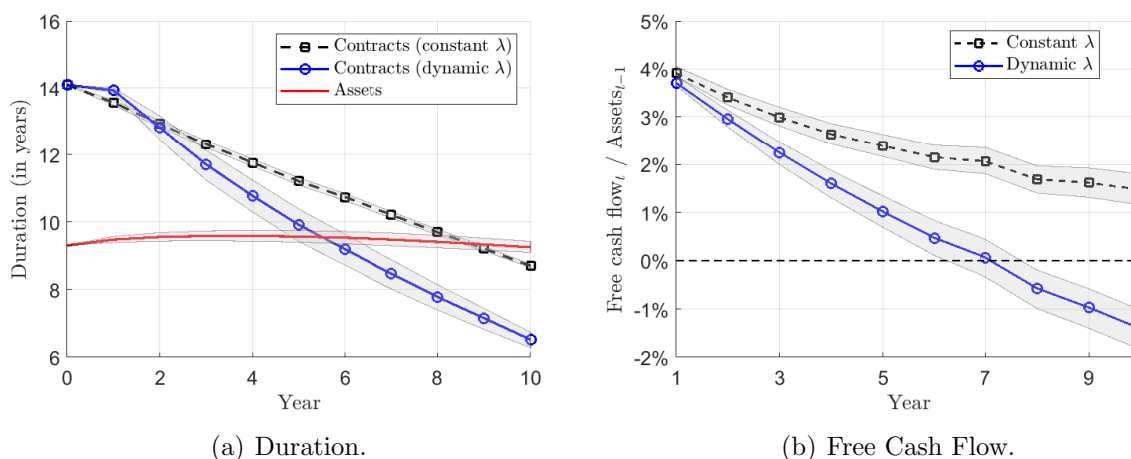 16
14
12
10
8
6
0
2
4
6
8
10
Duration (in years)
Year
Contracts (constant λ)
Contracts (dynamic λ)
Assets
(a) Duration.
5%
4%
3%
2%
1%
0%
-1%
-2%
1
3
5
7
9
Free cash flowₜ / Assetsₜ₋₁
Year
Constant λ
Dynamic λ
(b) Free Cash Flow.